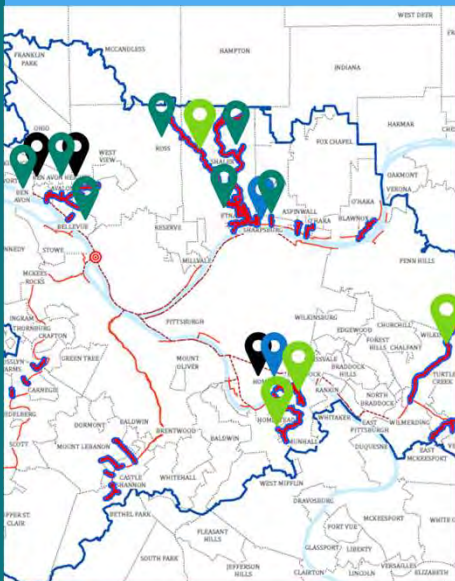 WEST DEER
FRANKLIN
PARK
MCCANDLESS
HAMPTON
INDIANA
OHIO
HARMAR
ROSS
WEST
VIEW
SHALER
FOX CHAPEL
OAKMONT
VERONA
AVALON
BEN
AVON
BELLEVUE
RESERVE
ETNA
SHARPSBURG
ASPINWALL
O'HARA
O'HARA
BLAWNOX
STOWE
MILLVALE
PENN HILLS
MCKEES
ROCKS
INGRAM
THORNBURG
CRAFTON
PITTSBURGH
WILKINSBURG
EDGEWOOD
CHURCHILL
FOREST
HILLS
CHALFANT
GREEN TREE
CARNEGIE
MOUNT
OLIVER
BRADDOCK
HILLS
RANKIN
NORTH
BRADDOCK
TURTLE
CREEK
WHITAKER
EAST
PITTSBURGH
WILMERDING
SCOTT
DORMONT
BALDWIN
MOUNT LEBANON
BRENTWOOD
BALDWIN
MUNHALL
DUQUESNE
EAST
MCKEESPORT
CASTLE
SHANNON
WHITEHALL
WEST MIFFLIN
BETHEL PARK
DRAVOSBURG
PORT VUE
MCKEESPORT
CLAIR
PLEASANT
HILLS
SOUTH PARK
JEFFERSON
HILLS
GLASSPORT
LIBERTY
VERSAILLES
CLAIRTON
LINCOLN
ELIZABETH